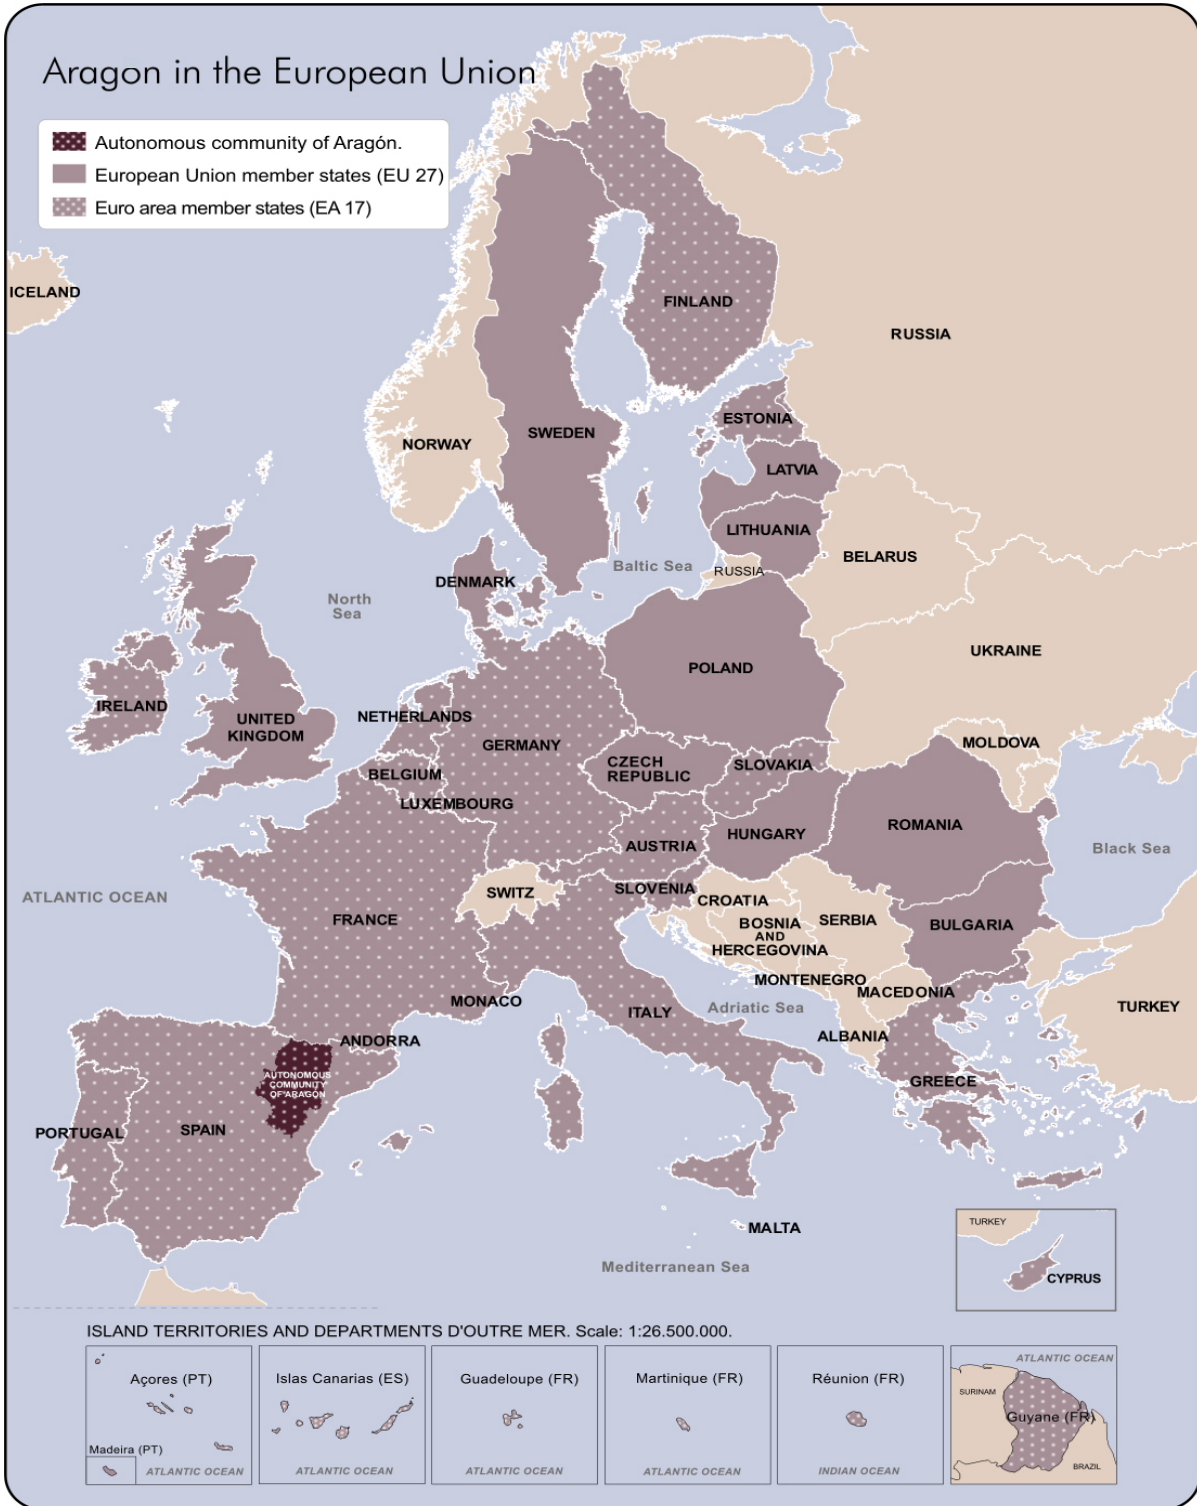 Aragon in the European Union
Autonomous community of Aragón.
European Union member states (EU 27)
Euro area member states (EA 17)
ICELAND
FINLAND
RUSSIA
NORWAY
SWEDEN
ESTONIA
LATVIA
LITHUANIA
BELARUS
RUSSIA
Baltic Sea
DENMARK
North
Sea
UKRAINE
POLAND
IRELAND
UNITED
KINGDOM
NETHERLANDS
GERMANY
MOLDOVA
CZECH
REPUBLIC
SLOVAKIA
BELGIUM
LUXEMBOURG
ROMANIA
HUNGARY
AUSTRIA
Black Sea
SWITZ
SLOVENIA
ATLANTIC OCEAN
CROATIA
FRANCE
BOSNIA
AND
HERCEGOVINA
SERBIA
BULGARIA
MONTENEGRO
MACEDONIA
MONACO
Adriatic Sea
ITALY
TURKEY
ALBANIA
ANDORRA
AUTONOMOUS
COMMUNITY
OF ARAGON
GREECE
PORTUGAL
SPAIN
MALTA
TURKEY
CYPRUS
Mediterranean Sea
ISLAND TERRITORIES AND DEPARTMENTS D'OUTRE MER. Scale: 1:26.500.000.
Açores (PT)
Madeira (PT)
ATLANTIC OCEAN
Islas Canarias (ES)
ATLANTIC OCEAN
Guadeloupe (FR)
ATLANTIC OCEAN
Martinique (FR)
ATLANTIC OCEAN
Réunion (FR)
INDIAN OCEAN
ATLANTIC OCEAN
SURINAM
Guyane (FR)
BRAZIL